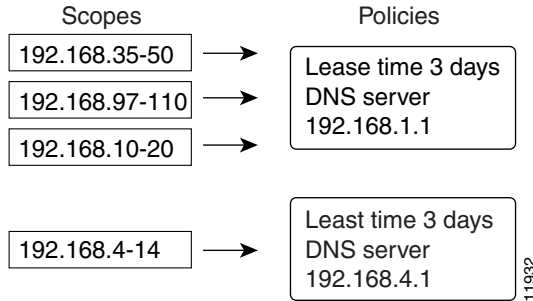 Scopes
Policies
192.168.35-50
192.168.97-110
192.168.10-20
Lease time 3 days
DNS server
192.168.1.1
192.168.4-14
Least time 3 days
DNS server
192.168.4.1
11932